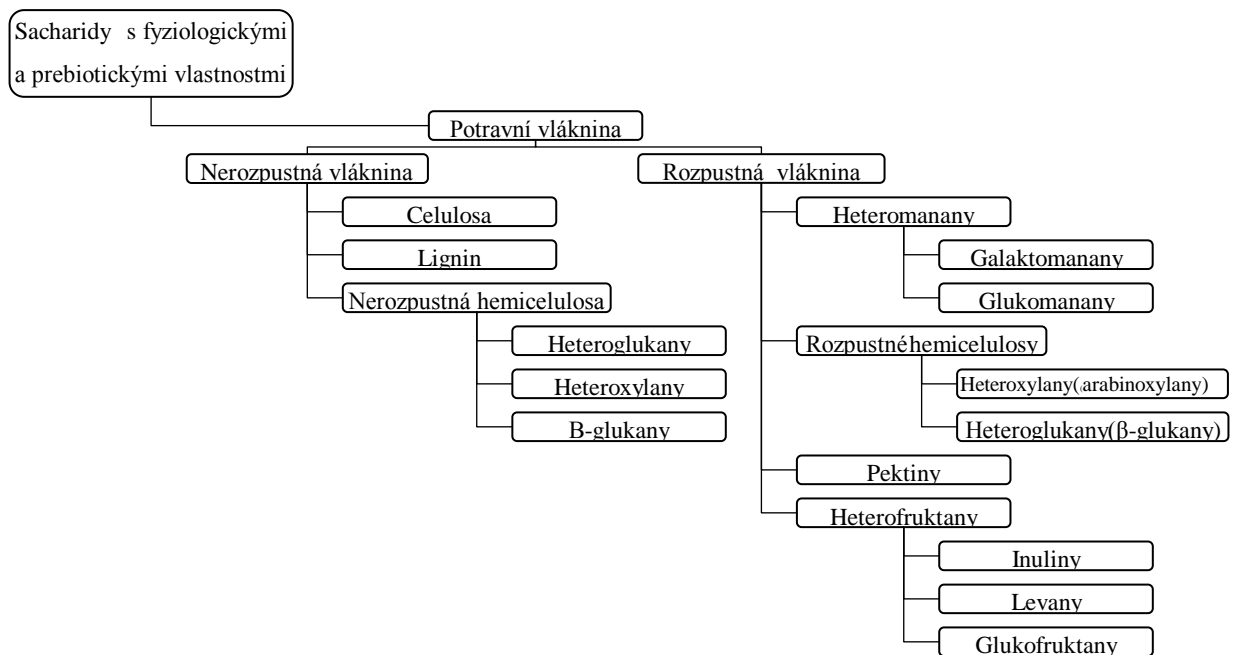 Sacharidy s fyziologickými
a prebiotickými vlastnostmi
Potravní vláknina
Nerozpustná vláknina
Celulosa
Lignin
Nerozpustná hemicelulosa
Heteroglukany
Heteroxylany
B-glukany
Rozpustná vláknina
Heteromanany
Galaktomanany
Glukomanany
Rozpustné hemicelulosy
Heteroxylany(arabinoxylany)
Heteroglukany(β-glukany)
Pektiny
Heterofruktany
Inuliny
Levany
Glukofruktany